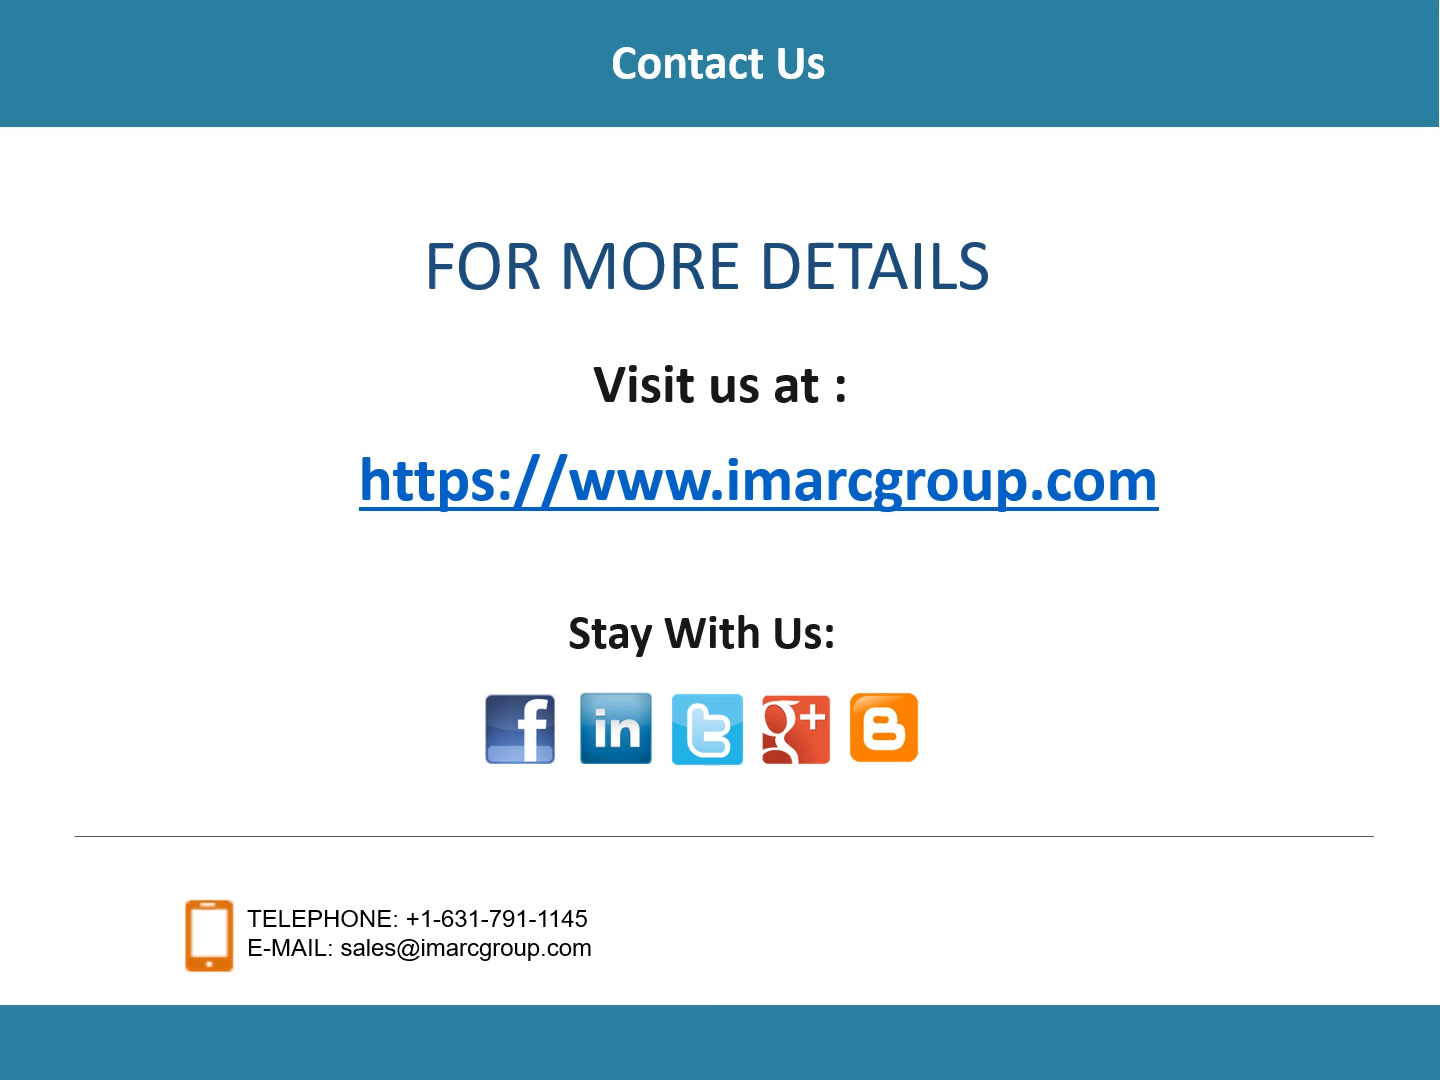 Contact Us
FOR MORE DETAILS
Visit us at :
https://www.imarcgroup.com
Stay With Us:
f in t g+ B
TELEPHONE: +1-631-791-1145
E-MAIL: sales@imarcgroup.com